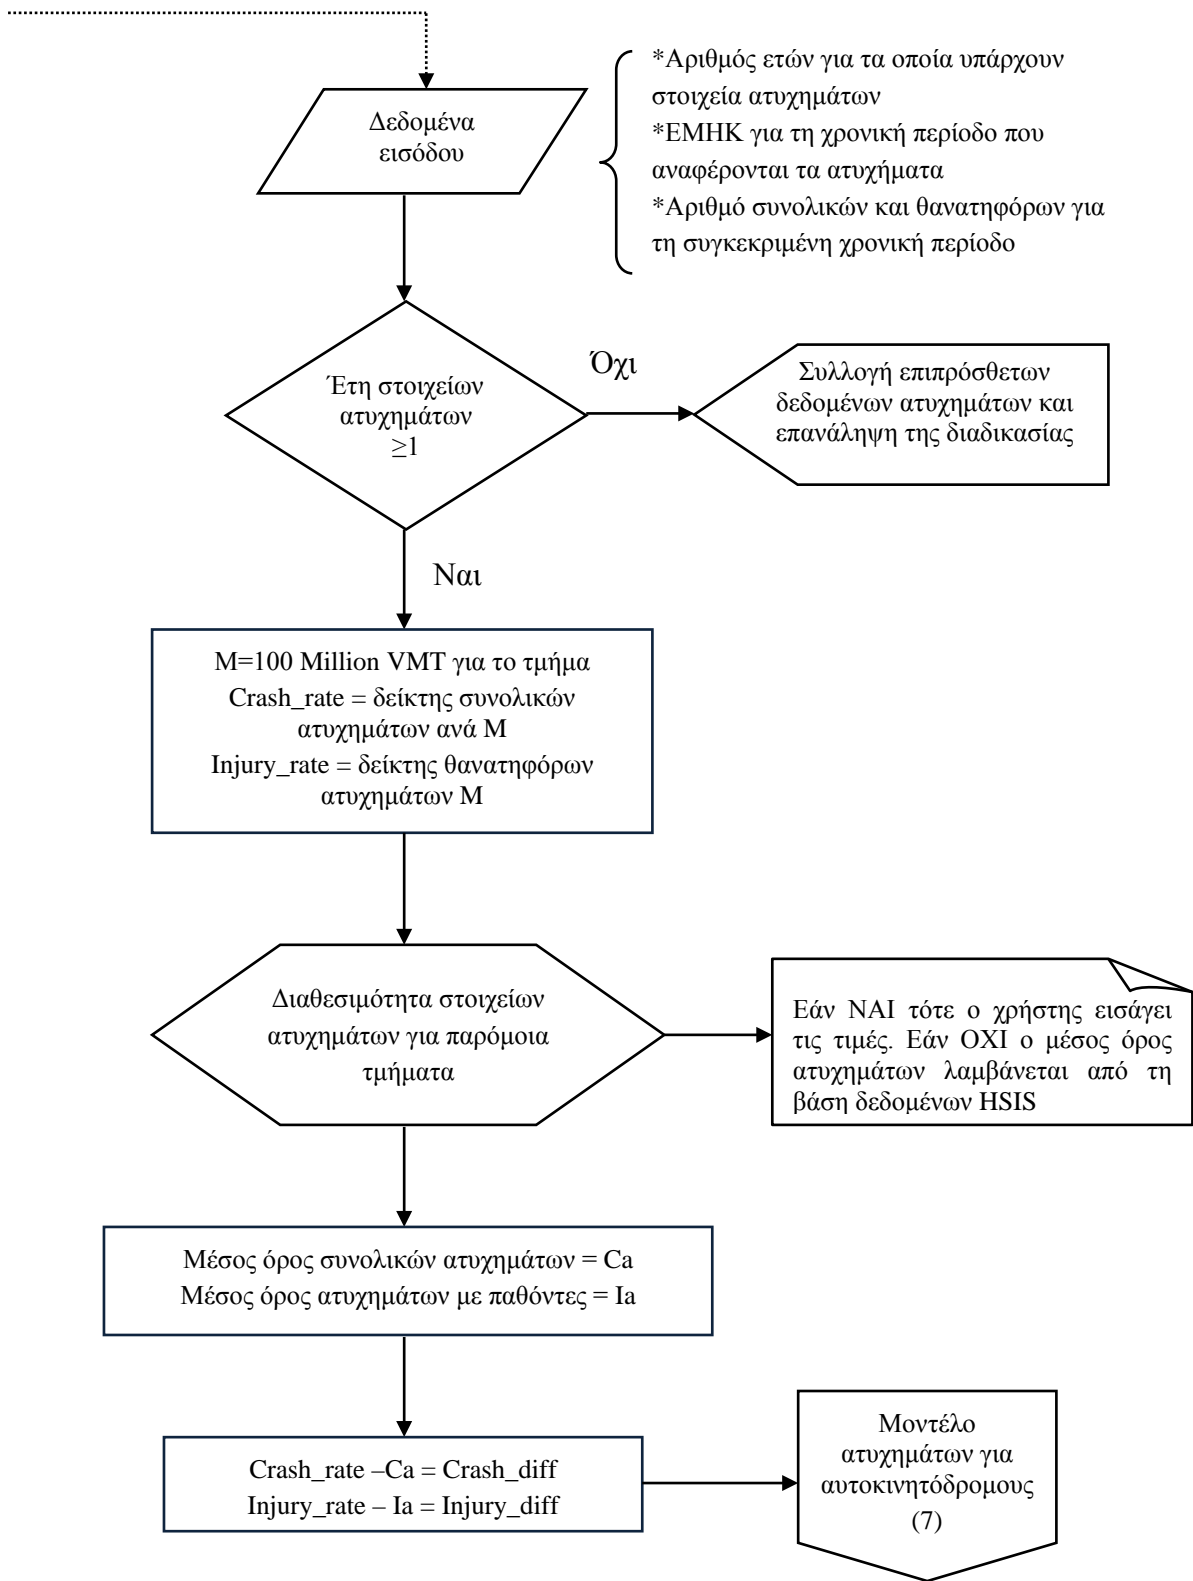 Δεδομένα
εισόδου
*Αριθμός ετών για τα οποία υπάρχουν
στοιχεία ατυχημάτων
*ΕΜΗΚ για τη χρονική περίοδο που
αναφέρονται τα ατυχήματα
*Αριθμό συνολικών και θανατηφόρων για
τη συγκεκριμένη χρονική περίοδο
Έτη στοιχείων
ατυχημάτων
≥1
Όχι
Συλλογή επιπρόσθετων
δεδομένων ατυχημάτων και
επανάληψη της διαδικασίας
Ναι
M=100 Million VMT για το τμήμα
Crash_rate = δείκτης συνολικών
ατυχημάτων ανά Μ
Injury_rate = δείκτης θανατηφόρων
ατυχημάτων Μ
Διαθεσιμότητα στοιχείων
ατυχημάτων για παρόμοια
τμήματα
Εάν ΝΑΙ τότε ο χρήστης εισάγει
τις τιμές. Εάν ΟΧΙ ο μέσος όρος
ατυχημάτων λαμβάνεται από τη
βάση δεδομένων HSIS
Μέσος όρος συνολικών ατυχημάτων = Ca
Μέσος όρος ατυχημάτων με παθόντες = Ia
Crash_rate –Ca = Crash_diff
Injury_rate – Ia = Injury_diff
Μοντέλο
ατυχημάτων για
αυτοκινητόδρομους
(7)